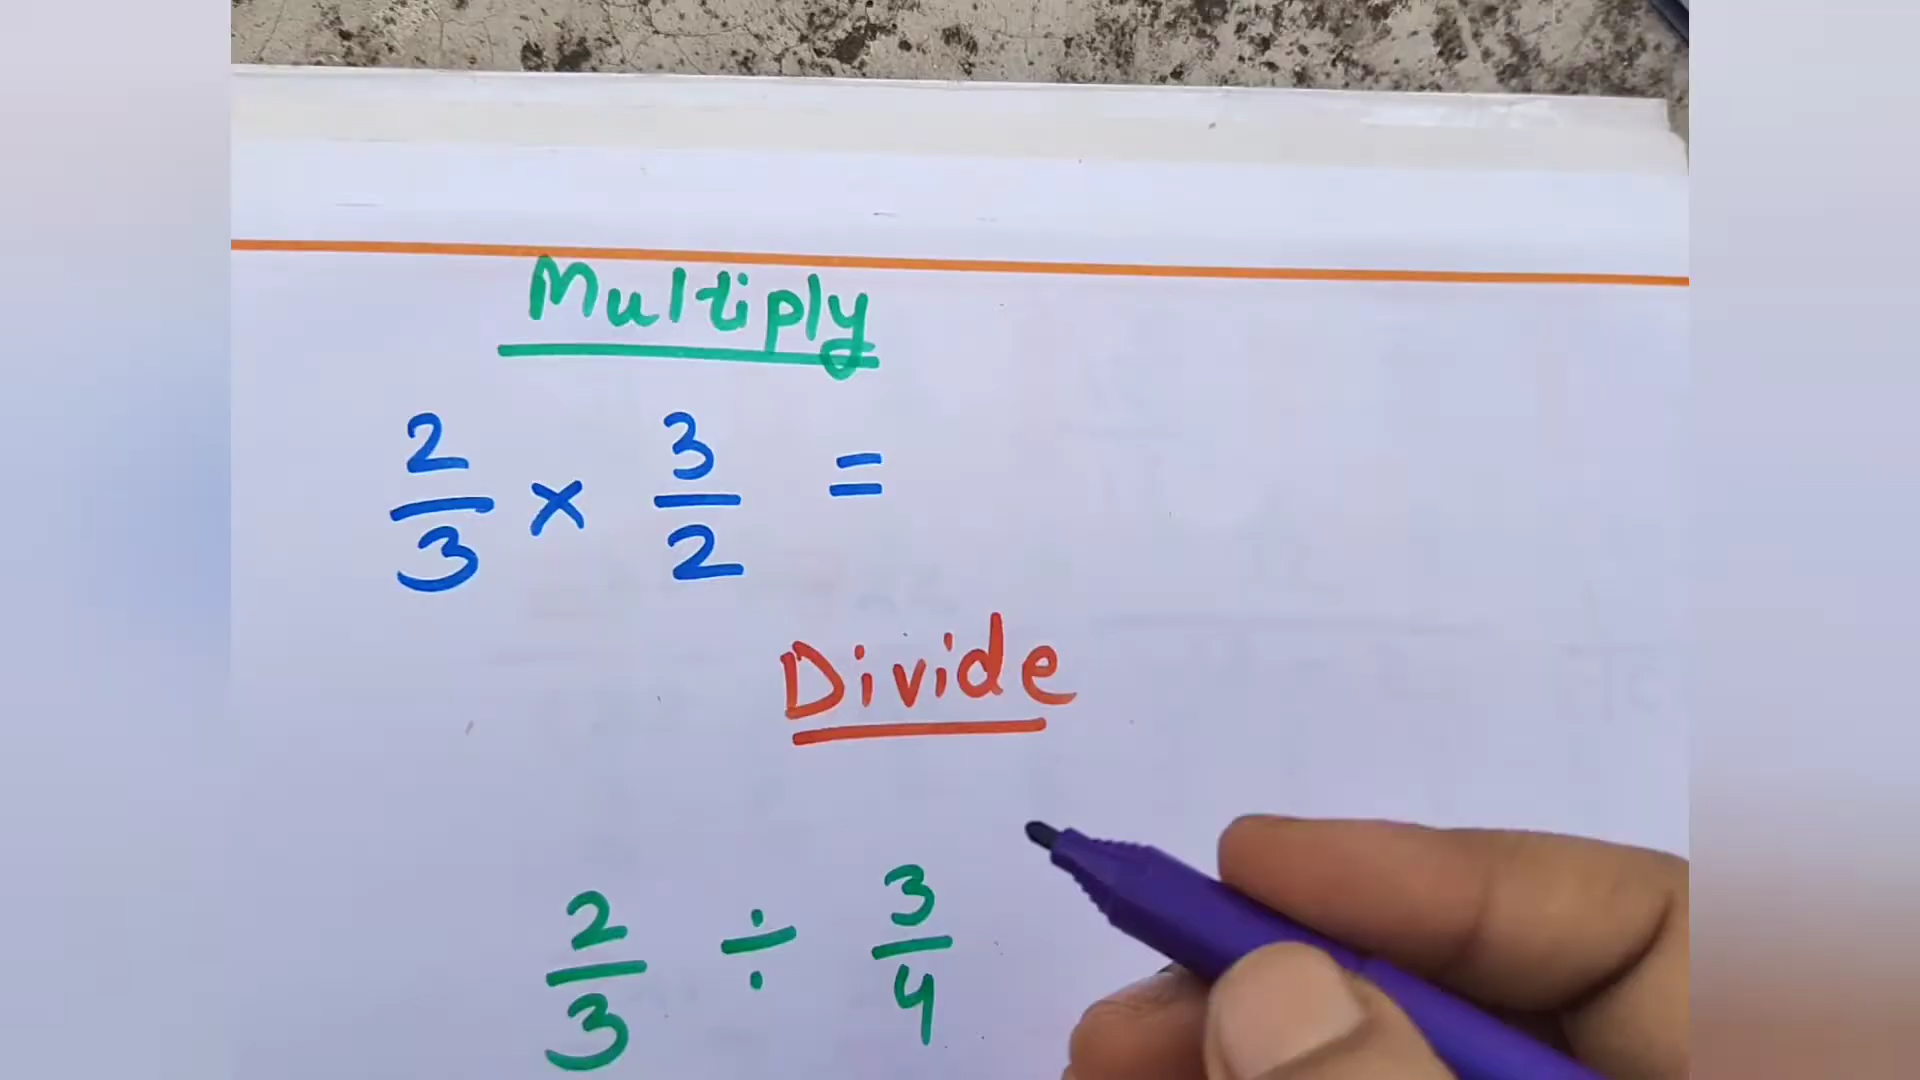 Multiply
2/3 × 3/2 =
Divide
2/3 ÷ 3/4